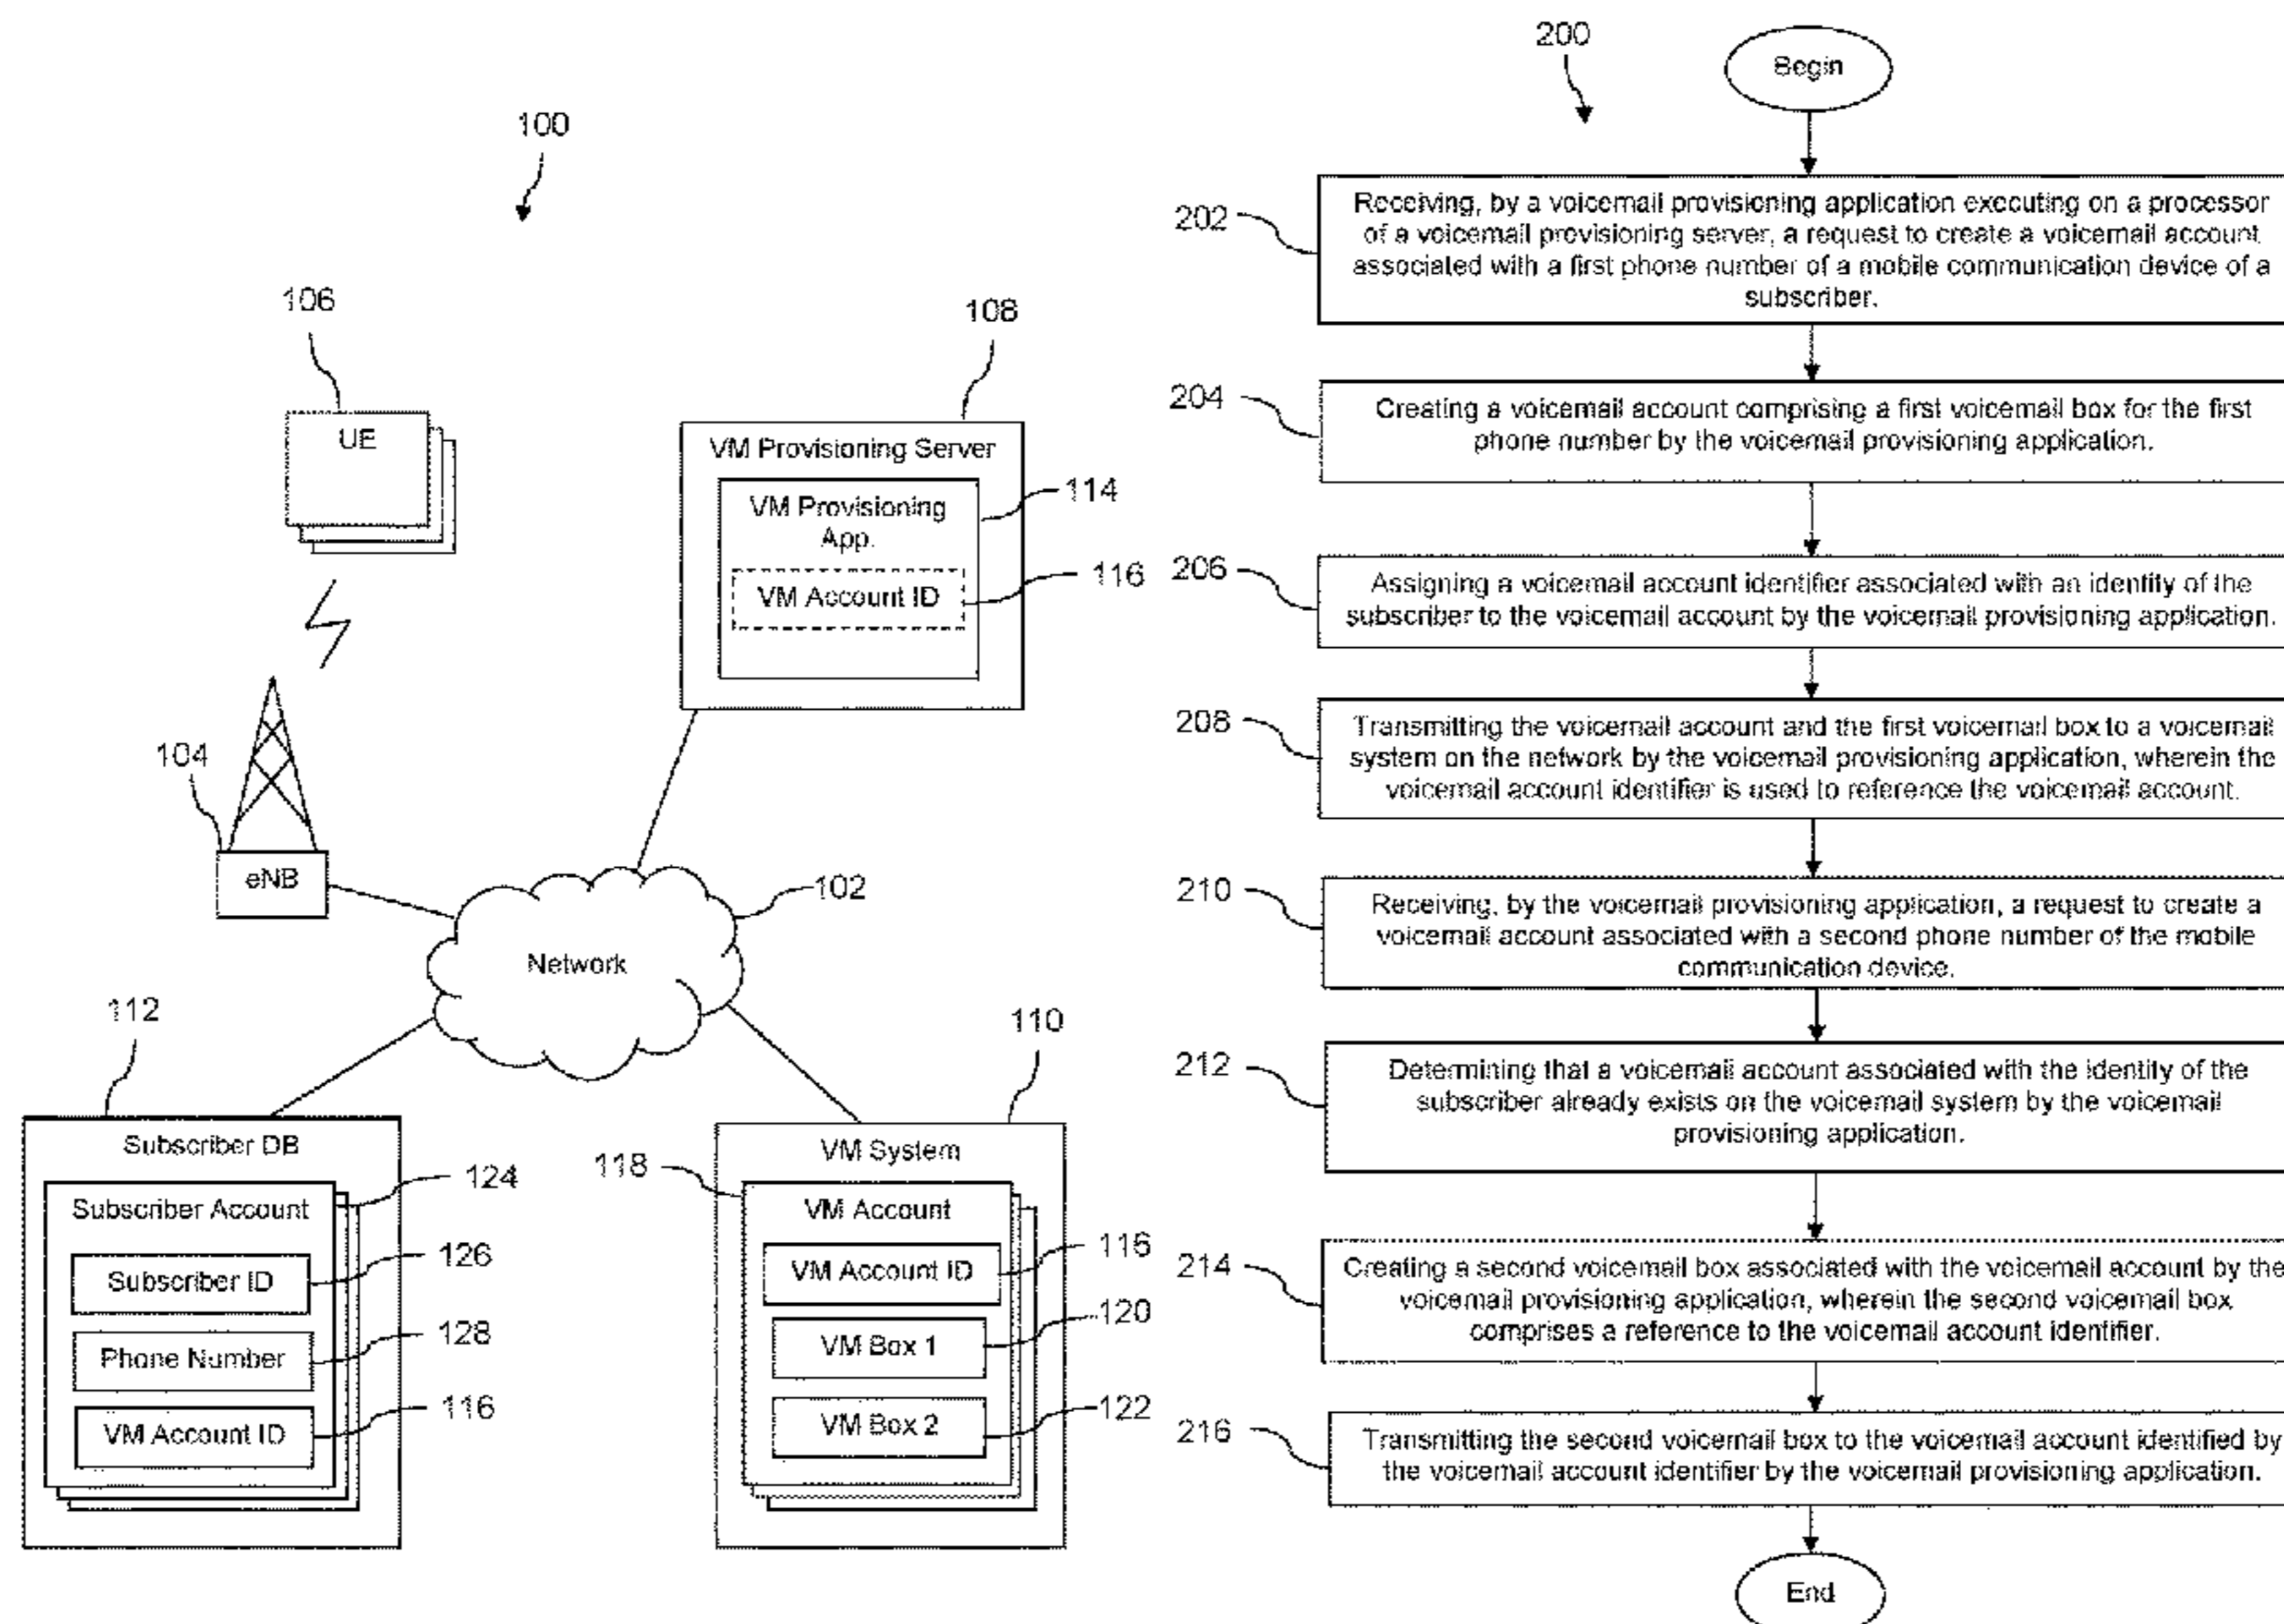 100
106
UE
108
VM Provisioning Server
VM Provisioning
App.
114
VM Account ID
116
104
eNB
102
Network
112
Subscriber DB
Subscriber Account
124
Subscriber ID
126
Phone Number
128
VM Account ID
116
110
VM System
118
VM Account
VM Account ID
116
VM Box 1
120
VM Box 2
122
200
Begin
202
Receiving, by a voicemail provisioning application executing on a processor
of a voicemail provisioning server, a request to create a voicemail account
associated with a first phone number of a mobile communication device of a
subscriber.
204
Creating a voicemail account comprising a first voicemail box for the first
phone number by the voicemail provisioning application.
206
Assigning a voicemail account identifier associated with an identity of the
subscriber to the voicemail account by the voicemail provisioning application.
208
Transmitting the voicemail account and the first voicemail box to a voicemail
system on the network by the voicemail provisioning application, wherein the
voicemail account identifier is used to reference the voicemail account.
210
Receiving, by the voicemail provisioning application, a request to create a
voicemail account associated with a second phone number of the mobile
communication device.
212
Determining that a voicemail account associated with the identity of the
subscriber already exists on the voicemail system by the voicemail
provisioning application.
214
Creating a second voicemail box associated with the voicemail account by the
voicemail provisioning application, wherein the second voicemail box
comprises a reference to the voicemail account identifier.
216
Transmitting the second voicemail box to the voicemail account identified by
the voicemail account identifier by the voicemail provisioning application.
End